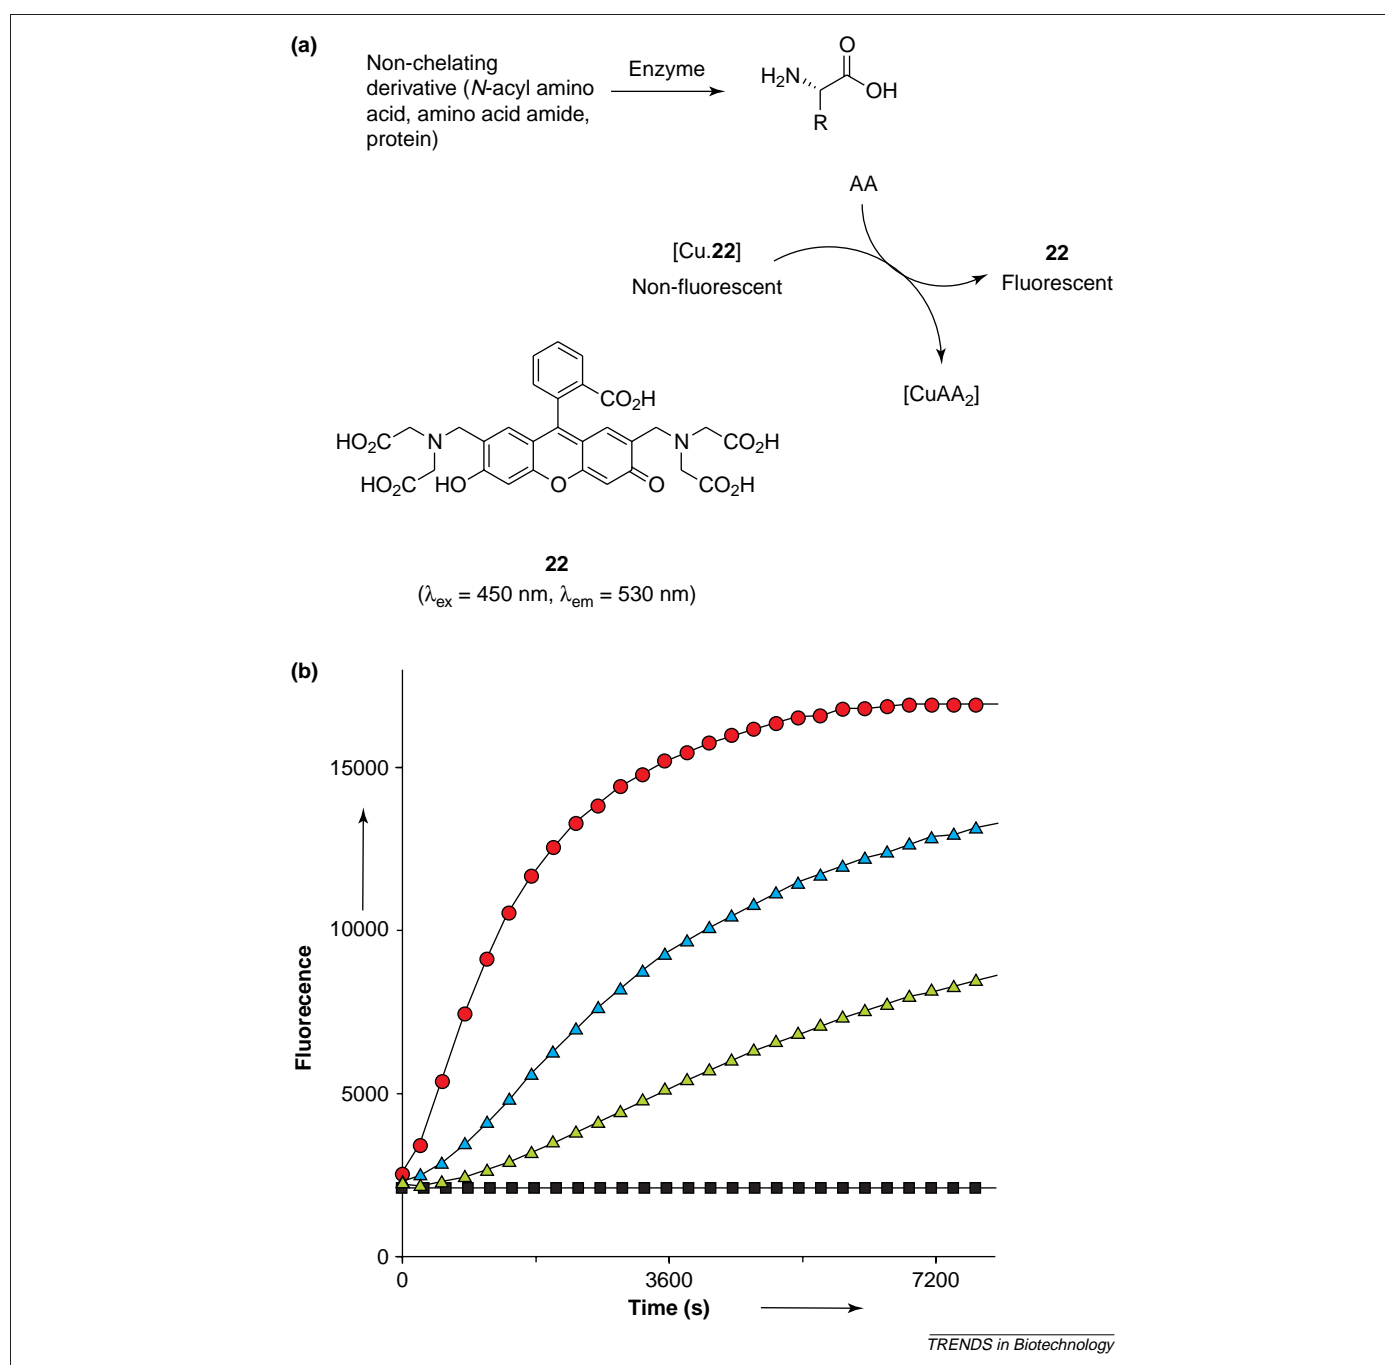 (a)
Non-chelating
derivative (N-acyl amino
acid, amino acid amide,
protein)
Enzyme
O
H2N
OH
R
AA
[Cu.22]
Non-fluorescent
22
Fluorescent
[CuAA2]
CO2H
HO2C
N
N
CO2H
HO2C
HO
O
O
CO2H
22
(λex = 450 nm, λem = 530 nm)
(b)
15000
10000
5000
0
Fluorecence
0
3600
7200
Time (s)
TRENDS in Biotechnology